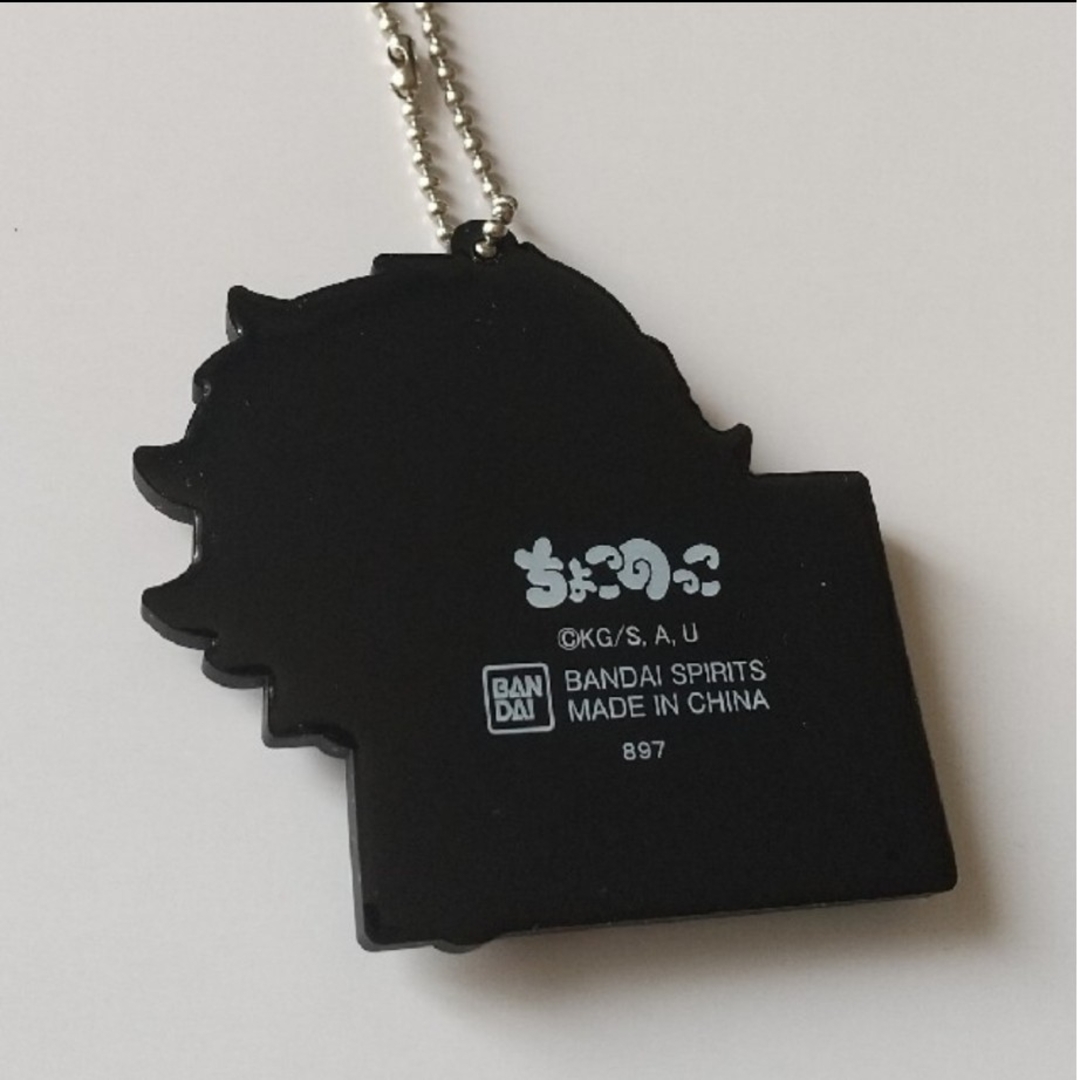 ちょこのっこ
©KG/S, A, U
BAN
DAI
BANDAI SPIRITS
MADE IN CHINA
897